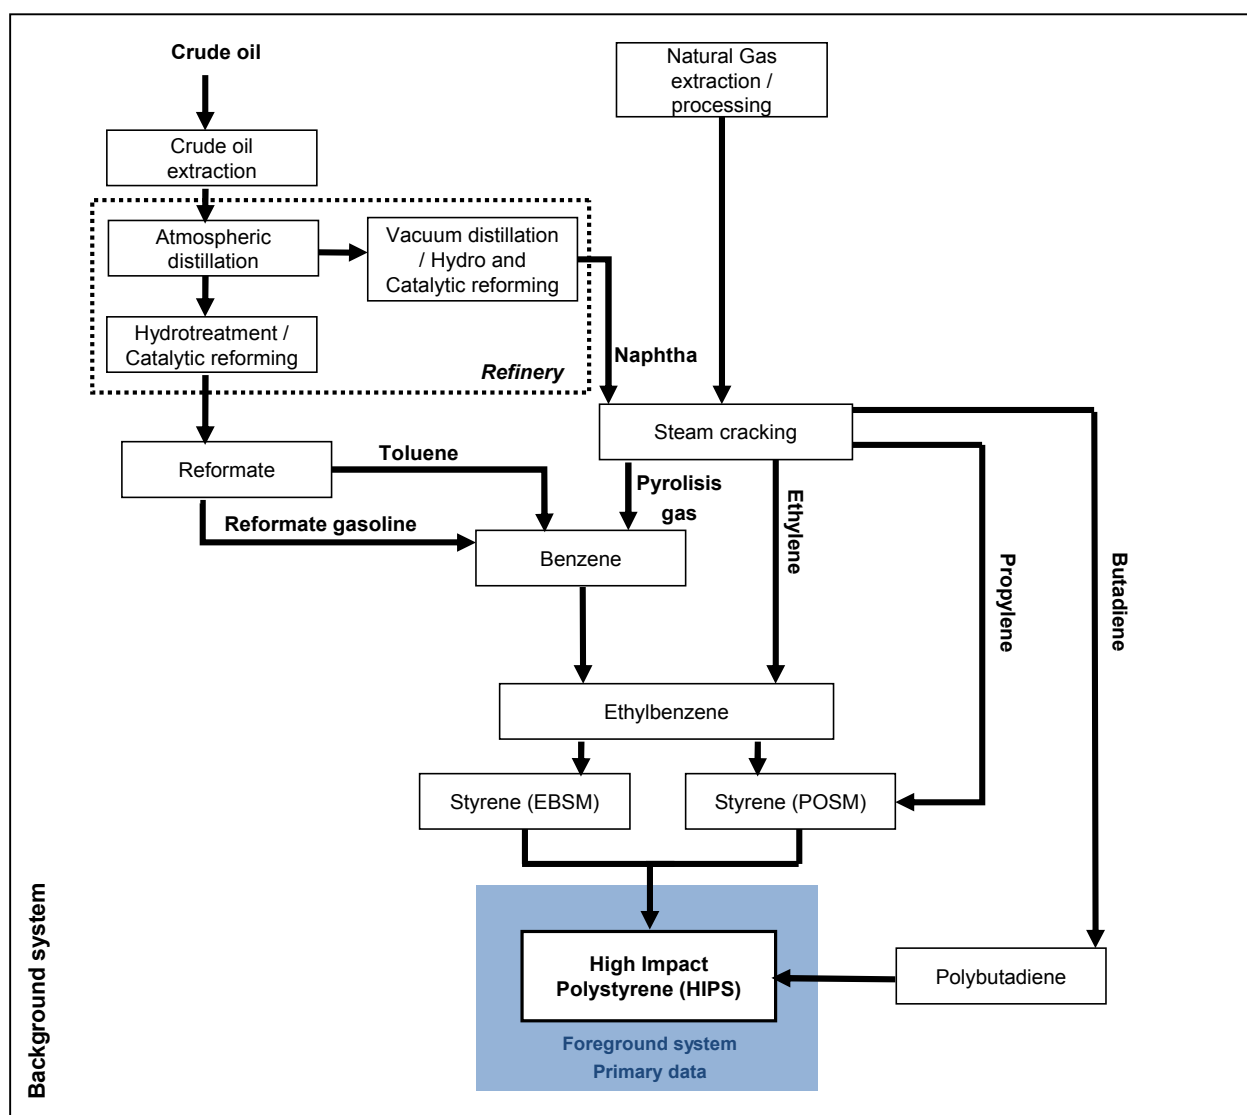 Crude oil
Natural Gas
extraction /
processing
Crude oil
extraction
Atmospheric
distillation
Vacuum distillation
/ Hydro and
Catalytic reforming
Hydrotreatment /
Catalytic reforming
Refinery
Naphtha
Steam cracking
Reformate
Toluene
Pyrolisis
gas
Ethylene
Reformate gasoline
Benzene
Propylene
Butadiene
Ethylbenzene
Styrene (EBSM)
Styrene (POSM)
High Impact
Polystyrene (HIPS)
Polybutadiene
Foreground system
Primary data
Background system